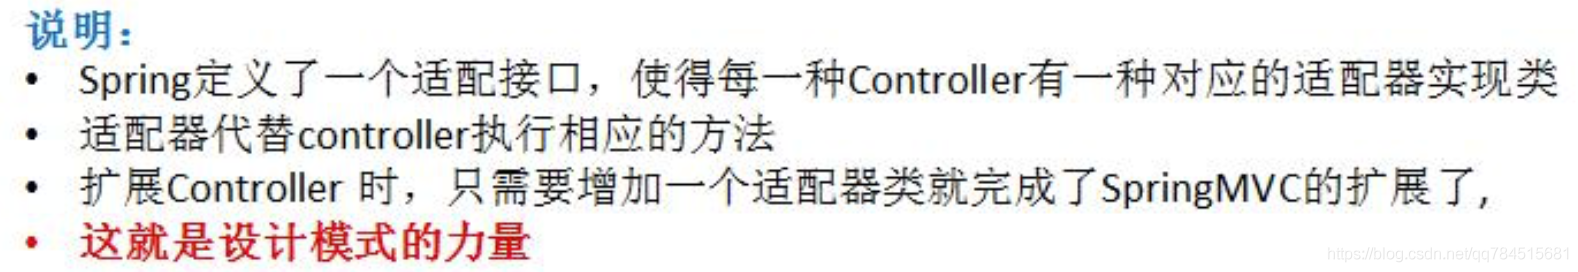 说明：
• Spring定义了一个适配接口，使得每一种Controller有一种对应的适配器实现类
• 适配器代替controller执行相应的方法
• 扩展Controller 时，只需要增加一个适配器类就完成了SpringMVC的扩展了,
• 这就是设计模式的力量
https://blog.csdn.net/qq784515681